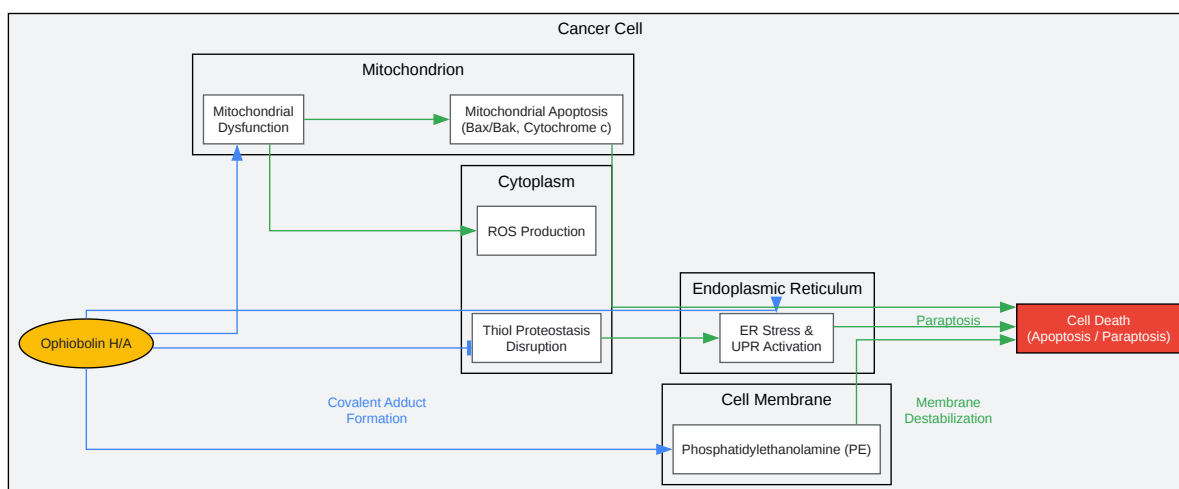 Cancer Cell
Mitochondrion
Mitochondrial
Dysfunction
Mitochondrial Apoptosis
(Bax/Bak, Cytochrome c)
Cytoplasm
ROS Production
Endoplasmic Reticulum
Ophiobolin H/A
Thiol Proteostasis
Disruption
ER Stress &
UPR Activation
Paraptosis
Cell Death
(Apoptosis / Paraptosis)
Covalent Adduct
Formation
Cell Membrane
Phosphatidylethanolamine (PE)
Membrane
Destabilization